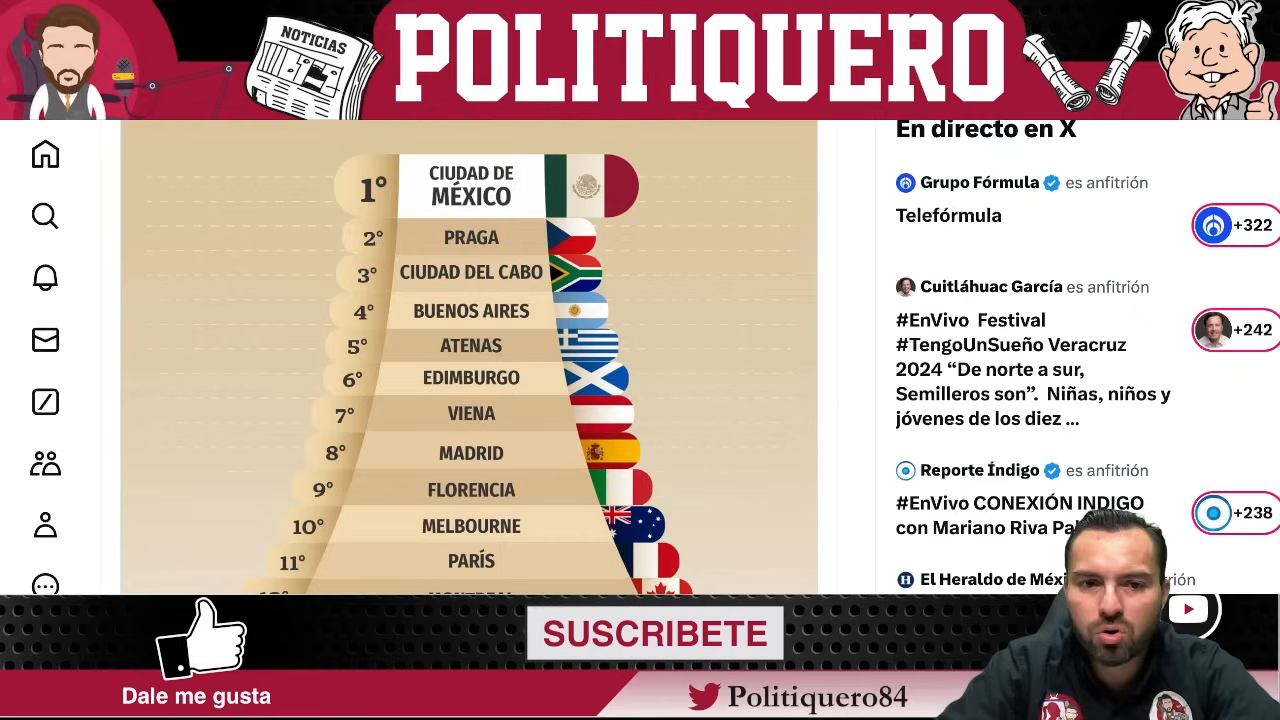 NOTICIAS
POLITIQUERO
1° CIUDAD DE
MÉXICO
2° PRAGA
3° CIUDAD DEL CABO
4° BUENOS AIRES
5° ATENAS
6° EDIMBURGO
7° VIENA
8° MADRID
9° FLORENCIA
10° MELBOURNE
11° PARÍS
En directo en X
Grupo Fórmula es anfitrión
Telefórmula
+322
Cuitláhuac García es anfitrión
#EnVivo Festival
#TengoUnSueño Veracruz
2024 “De norte a sur,
Semilleros son”. Niñas, niños y
jóvenes de los diez ...
+242
Reporte Índigo es anfitrión
#EnVivo CONEXIÓN INDIGO
con Mariano Riva
+238
El Heraldo de
SUSCRIBETE
Dale me gusta
Politiquero84